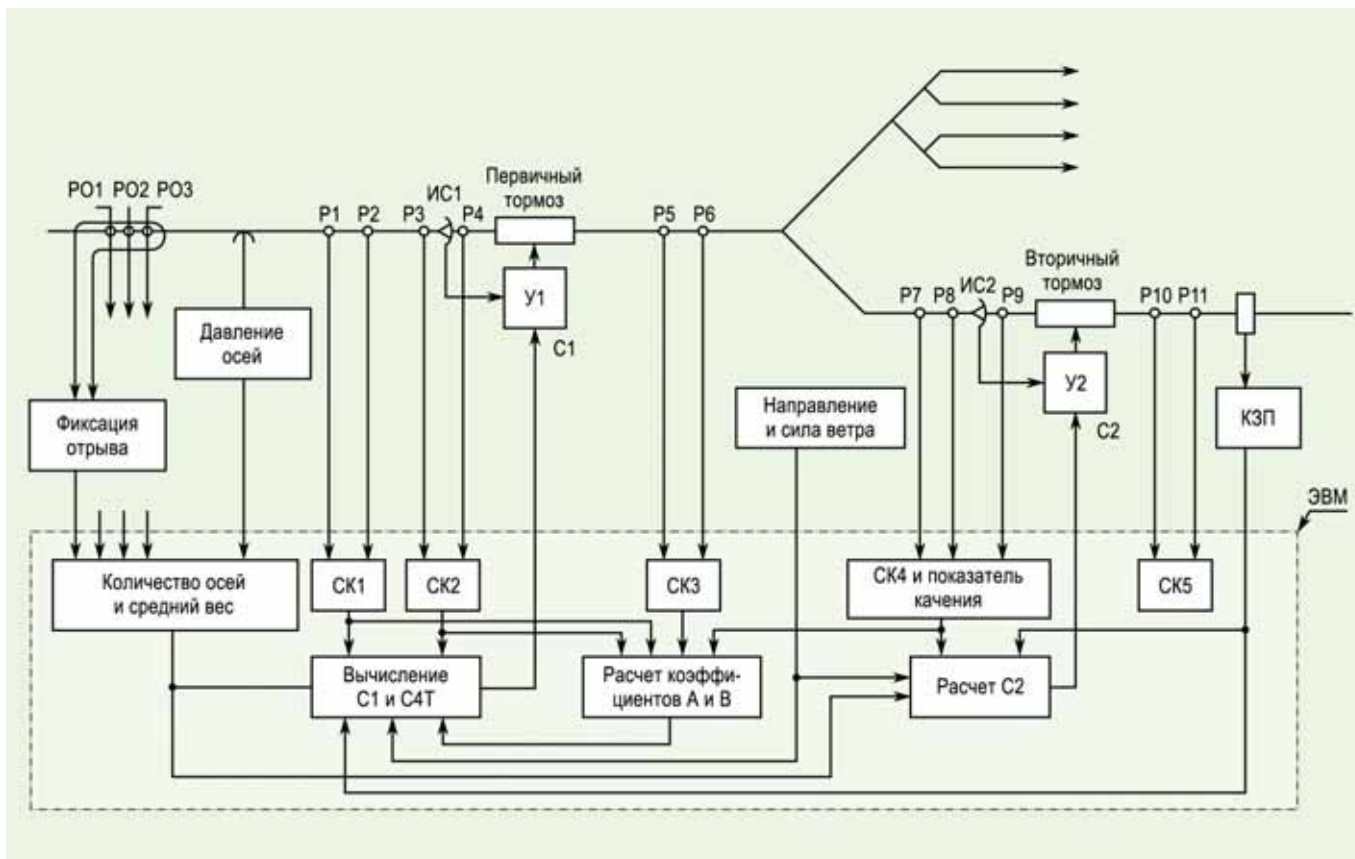 РО1 РО2 РО3
Р1 Р2 Р3 ИС1 Р4
Первичный
тормоз
Р5 Р6
У1
С1
Давление
осей
Фиксация
отрыва
Р7 Р8 ИС2 Р9
Вторичный
тормоз
Р10 Р11
У2
С2
Направление
и сила ветра
КЗП
ЭВМ
Количество осей
и средний вес
СК1
СК2
СК3
СК4 и показатель
качения
СК5
Вычисление
С1 и С4Т
Расчет коэффи-
циентов А и В
Расчет С2